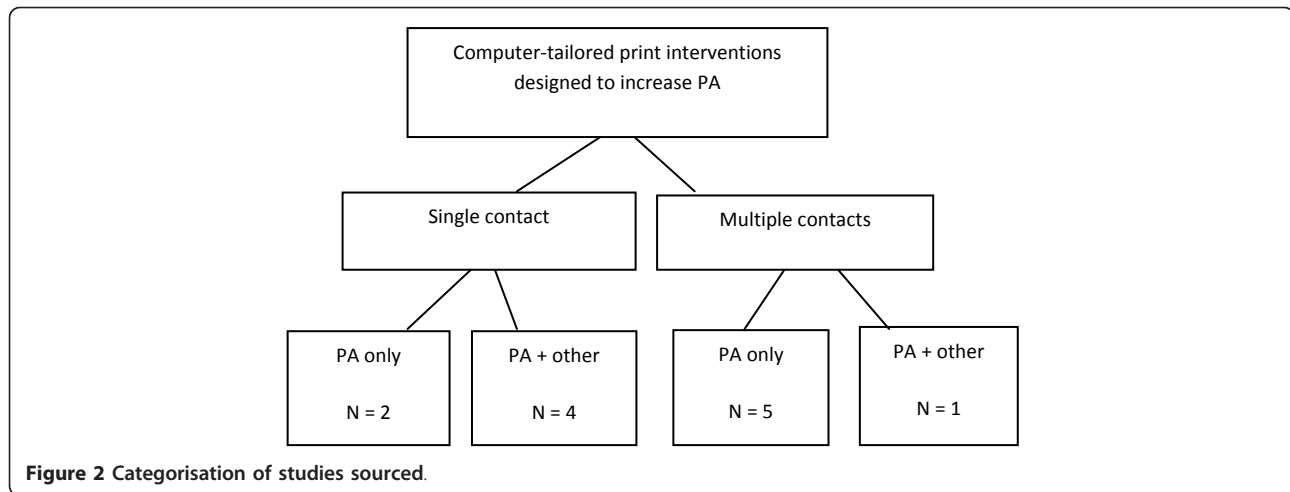 Computer-tailored print interventions
designed to increase PA
Single contact
Multiple contacts
PA only
N = 2
PA + other
N = 4
PA only
N = 5
PA + other
N = 1
Figure 2 Categorisation of studies sourced.